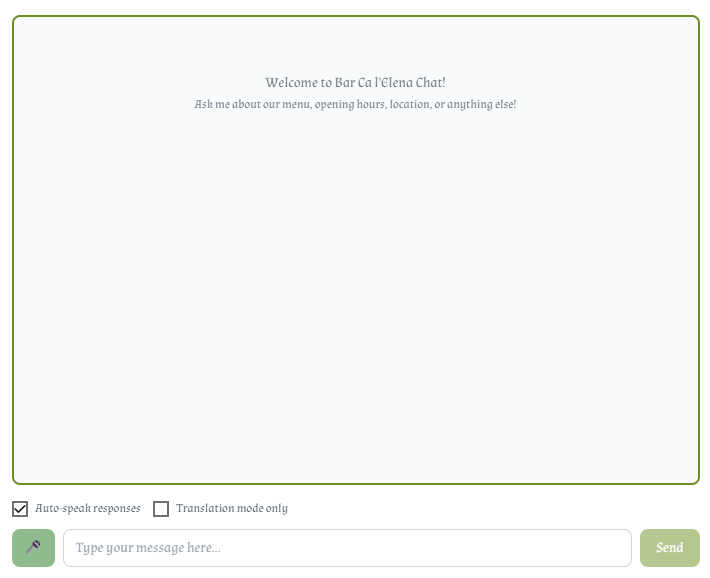 Welcome to Bar Ca l'Elena Chat!
Ask me about our menu, opening hours, location, or anything else!
Auto-speak responses
Translation mode only
Type your message here...
Send